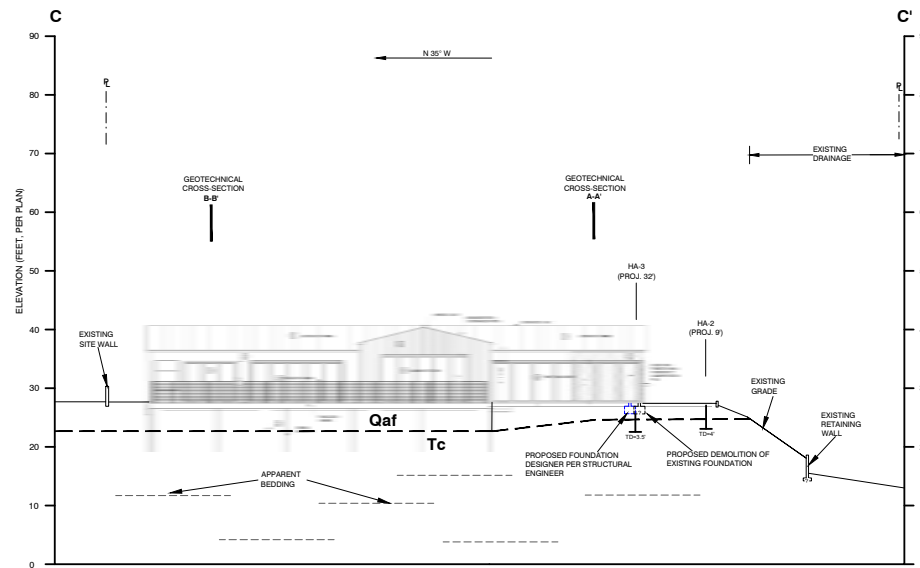 C
C'
90
80
70
60
50
40
30
20
10
0
ELEVATION (FEET, PER PLAN)
N 35° W
PL
PL
EXISTING
DRAINAGE
GEOTECHNICAL
CROSS-SECTION
B-B'
GEOTECHNICAL
CROSS-SECTION
A-A'
HA-3
(PROJ. 32')
HA-2
(PROJ. 9')
EXISTING
SITE WALL
EXISTING
GRADE
EXISTING
RETAINING
WALL
Qaf
Tc
TD=3.5'
TD=4'
PROPOSED FOUNDATION
DESIGNER PER STRUCTURAL
ENGINEER
PROPOSED DEMOLITION OF
EXISTING FOUNDATION
APPARENT
BEDDING